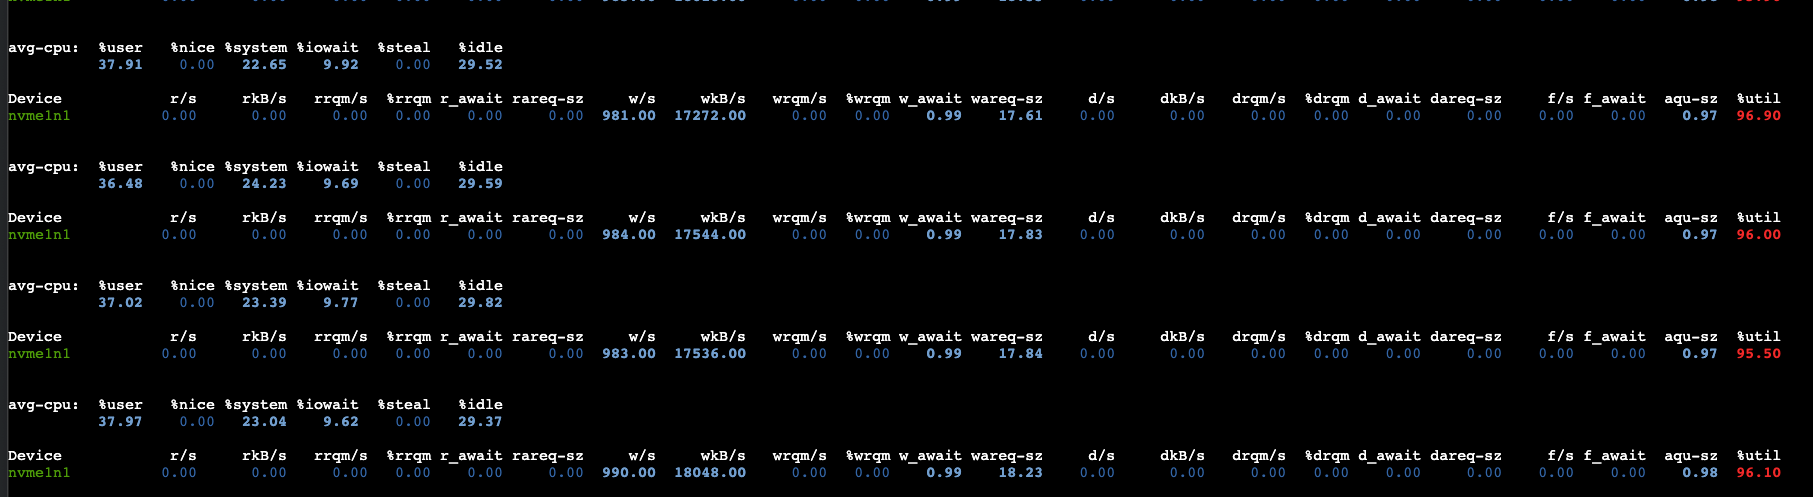 avg-cpu: %user %nice %system %iowait %steal %idle
37.91 0.00 22.65 9.92 0.00 29.52
Device r/s rkB/s rrqm/s %rrqm r_await rareq-sz w/s wkB/s wrqm/s %wrqm w_await wareq-sz d/s dkB/s drqm/s %drqm d_await dareq-sz f/s f_await aqu-sz %util
nvme1n1 0.00 0.00 0.00 0.00 0.00 0.00 981.00 17272.00 0.00 0.00 0.99 17.61 0.00 0.00 0.00 0.00 0.00 0.00 0.00 0.00 0.97 96.90
avg-cpu: %user %nice %system %iowait %steal %idle
36.48 0.00 24.23 9.69 0.00 29.59
Device r/s rkB/s rrqm/s %rrqm r_await rareq-sz w/s wkB/s wrqm/s %wrqm w_await wareq-sz d/s dkB/s drqm/s %drqm d_await dareq-sz f/s f_await aqu-sz %util
nvme1n1 0.00 0.00 0.00 0.00 0.00 0.00 984.00 17544.00 0.00 0.00 0.99 17.83 0.00 0.00 0.00 0.00 0.00 0.00 0.00 0.00 0.97 96.00
avg-cpu: %user %nice %system %iowait %steal %idle
37.02 0.00 23.39 9.77 0.00 29.82
Device r/s rkB/s rrqm/s %rrqm r_await rareq-sz w/s wkB/s wrqm/s %wrqm w_await wareq-sz d/s dkB/s drqm/s %drqm d_await dareq-sz f/s f_await aqu-sz %util
nvme1n1 0.00 0.00 0.00 0.00 0.00 0.00 983.00 17536.00 0.00 0.00 0.99 17.84 0.00 0.00 0.00 0.00 0.00 0.00 0.00 0.00 0.97 95.50
avg-cpu: %user %nice %system %iowait %steal %idle
37.97 0.00 23.04 9.62 0.00 29.37
Device r/s rkB/s rrqm/s %rrqm r_await rareq-sz w/s wkB/s wrqm/s %wrqm w_await wareq-sz d/s dkB/s drqm/s %drqm d_await dareq-sz f/s f_await aqu-sz %util
nvme1n1 0.00 0.00 0.00 0.00 0.00 0.00 990.00 18048.00 0.00 0.00 0.99 18.23 0.00 0.00 0.00 0.00 0.00 0.00 0.00 0.00 0.98 96.10